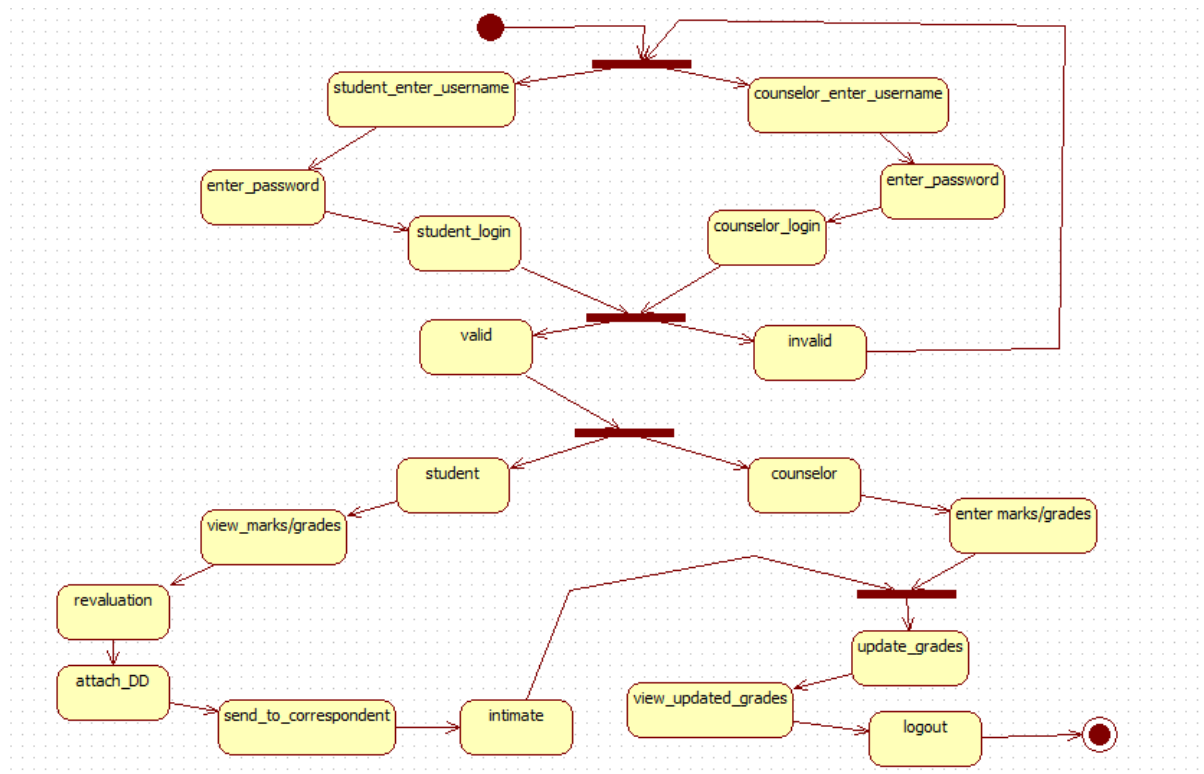 student_enter_username
counselor_enter_username
enter_password
enter_password
student_login
counselor_login
valid
invalid
student
counselor
view_marks/grades
enter marks/grades
revaluation
update_grades
attach_DD
view_updated_grades
send_to_correspondent
intimate
logout